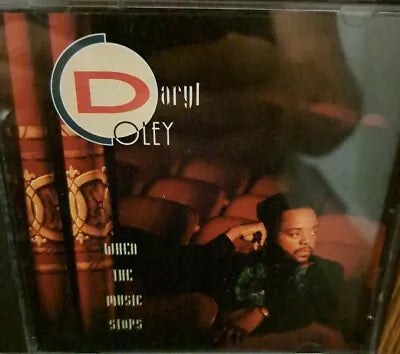 Daryl
COLEY
WHEN
THE
MUSIC
STOPS